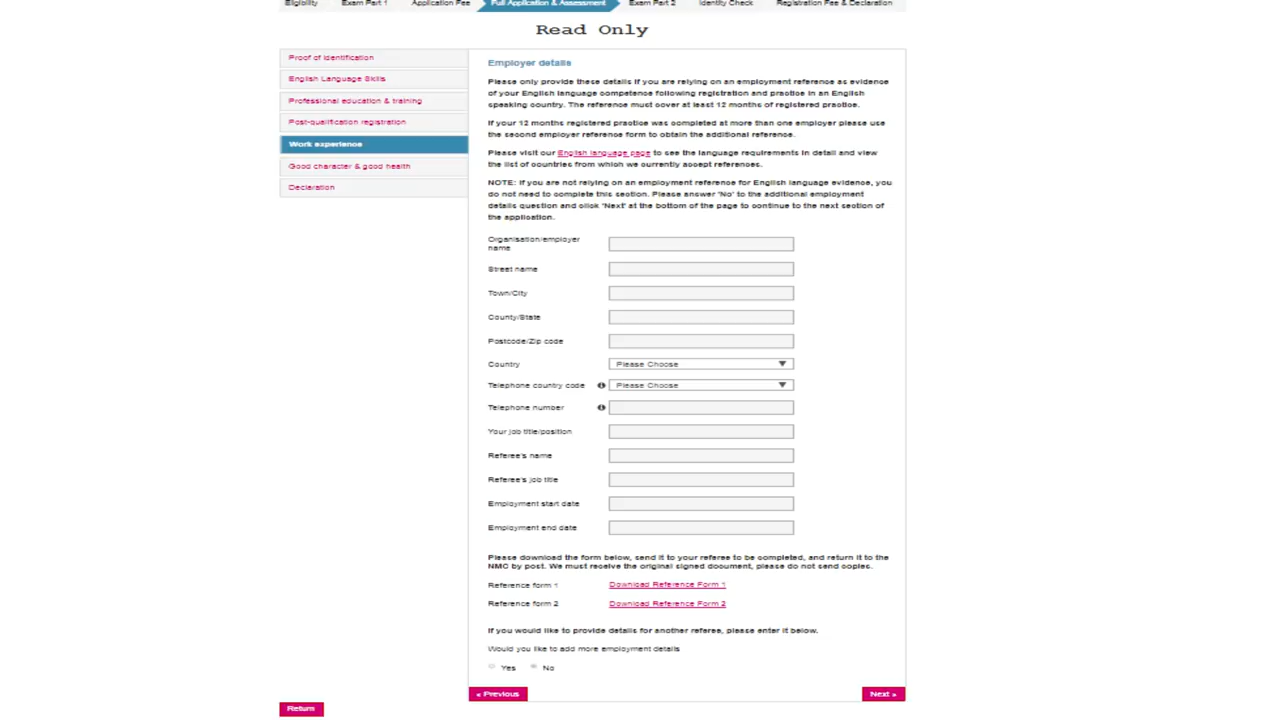 Eligibility Exam Part 1 Application Fee Full Application & Assessment Exam Part 2 Identity Check Registration Fee & Declaration
Read Only
Proof of identification
English Language Skills
Professional education & training
Post-qualification registration
Work experience
Good character & good health
Declaration
Employer details
Please only provide these details if you are relying on an employment reference as evidence
of your English language competence following registration and practice in an English
speaking country. The reference must cover at least 12 months of registered practice.
If your 12 months registered practice was completed at more than one employer please use
the second employer reference form to obtain the additional reference.
Please visit our English language page to see the language requirements in detail and view
the list of countries from which we currently accept references.
NOTE: If you are not relying on an employment reference for English language evidence, you
do not need to complete this section. Please answer 'No' to the additional employment
details question and click 'Next' at the bottom of the page to continue to the next section of
the application.
Organisation/employer
name
Street name
Town/City
County/State
Postcode/Zip code
Country Please Choose
Telephone country code Please Choose
Telephone number
Your job title/position
Referee's name
Referee's job title
Employment start date
Employment end date
Please download the form below, send it to your referee to be completed, and return it to the
NMC by post. We must receive the original signed document, please do not send copies.
Reference form 1 Download Reference Form 1
Reference form 2 Download Reference Form 2
If you would like to provide details for another referee, please enter it below.
Would you like to add more employment details
Yes No
« Previous Next »
Return